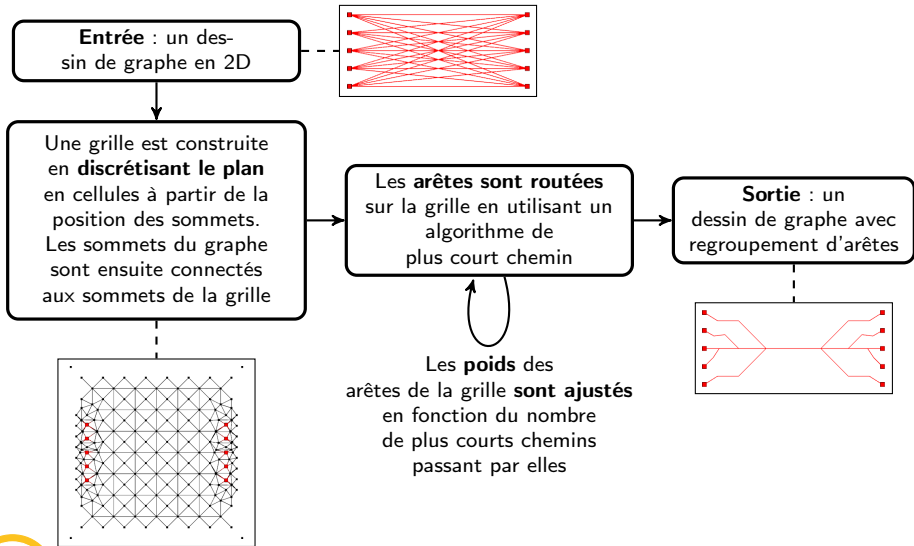 Entrée : un des-
sin de graphe en 2D
Une grille est construite
en discrétisant le plan
en cellules à partir de la
position des sommets.
Les sommets du graphe
sont ensuite connectés
aux sommets de la grille
Les arêtes sont routées
sur la grille en utilisant un
algorithme de
plus court chemin
Les poids des
arêtes de la grille sont ajustés
en fonction du nombre
de plus courts chemins
passant par elles
Sortie : un
dessin de graphe avec
regroupement d'arêtes